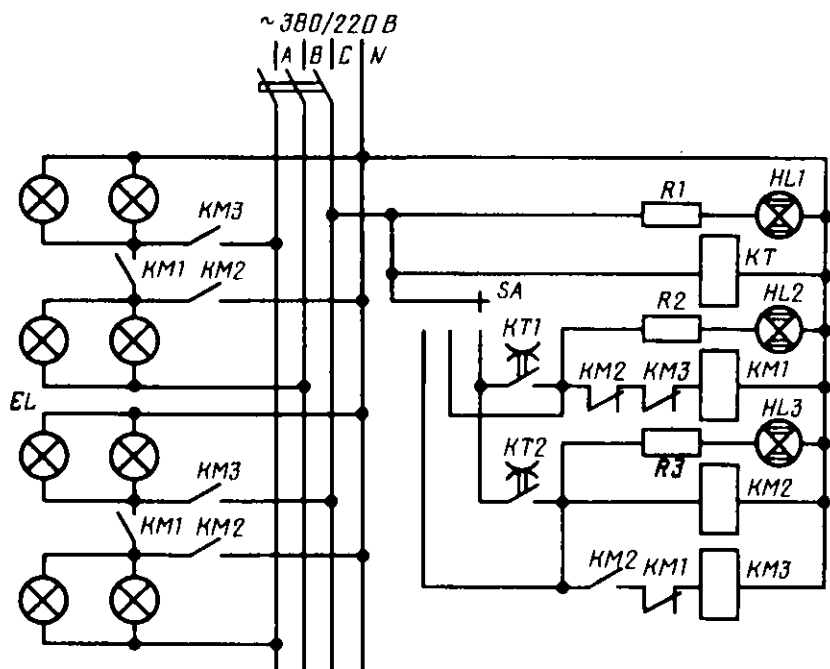 ~380/220 В
A B C N
KM3
R1 HL1
KM1 KM2
KT
SA
R2 HL2
KT1
KM2 KM3 KM1
EL
KT2
HL3
R3
KM3
KM2
KM1 KM2
KM2 KM1 KM3